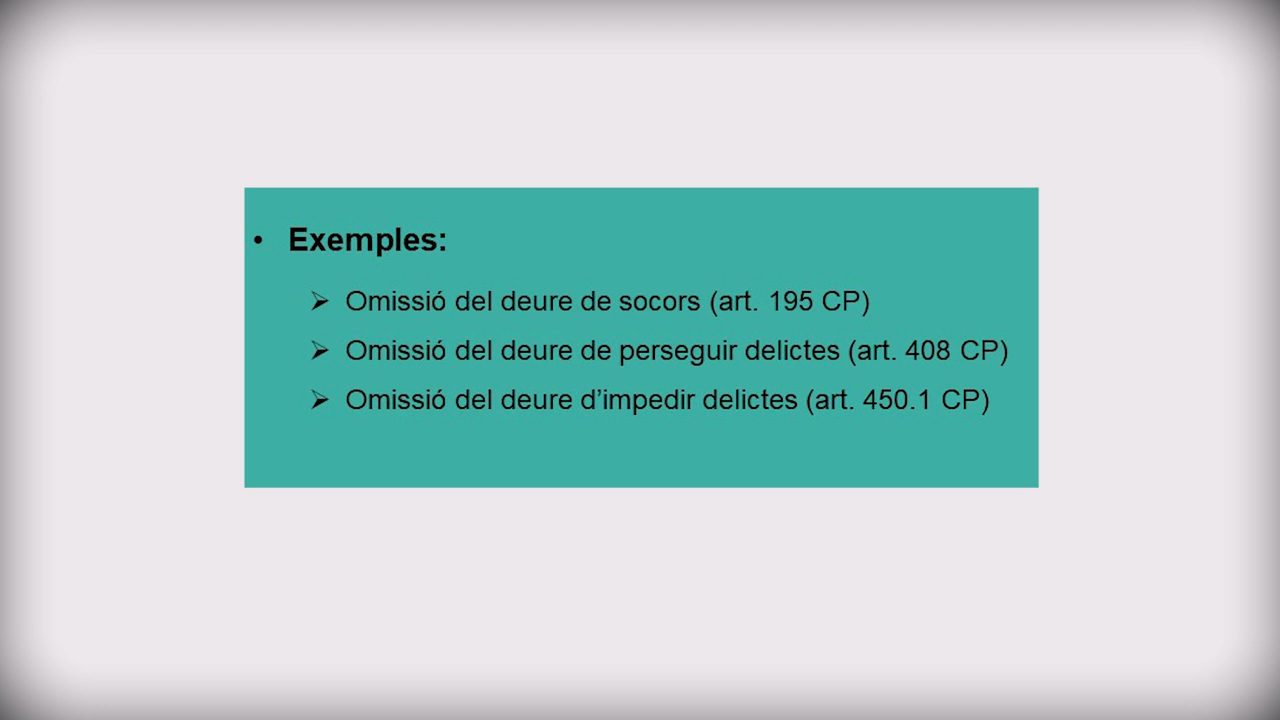 • Exemples:
➢ Omissió del deure de socors (art. 195 CP)
➢ Omissió del deure de perseguir delictes (art. 408 CP)
➢ Omissió del deure d’impedir delictes (art. 450.1 CP)